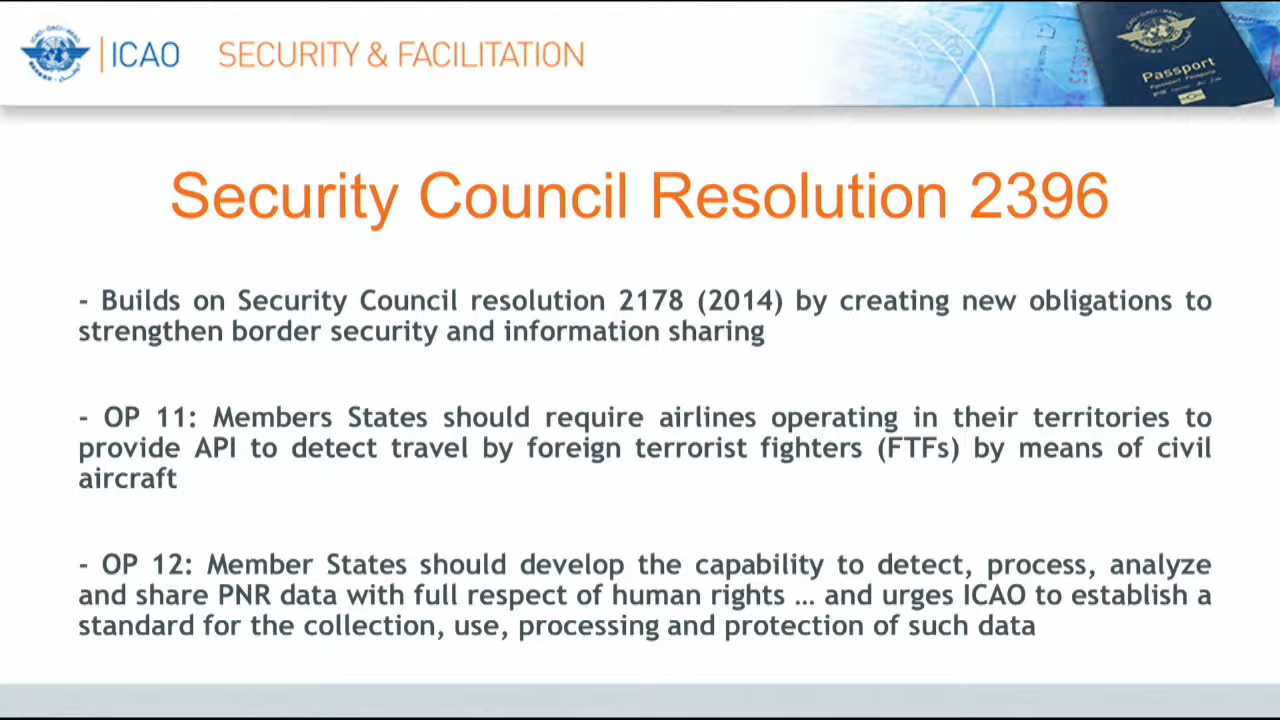 ICAO SECURITY & FACILITATION
Passport
Security Council Resolution 2396
- Builds on Security Council resolution 2178 (2014) by creating new obligations to
strengthen border security and information sharing
- OP 11: Members States should require airlines operating in their territories to
provide API to detect travel by foreign terrorist fighters (FTFs) by means of civil
aircraft
- OP 12: Member States should develop the capability to detect, process, analyze
and share PNR data with full respect of human rights … and urges ICAO to establish a
standard for the collection, use, processing and protection of such data